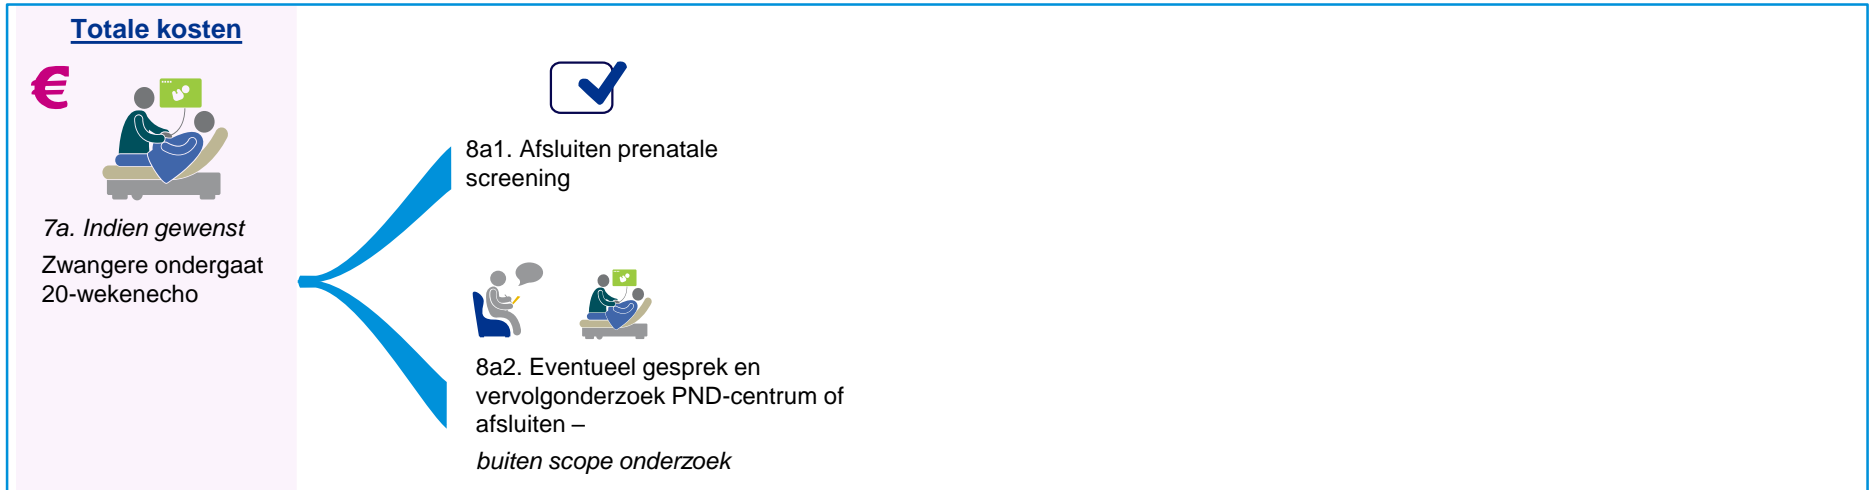 Totale kosten
€
7a. Indien gewenst
Zwangere ondergaat
20-wekenecho
8a1. Afsluiten prenatale
screening
8a2. Eventueel gesprek en
vervolgonderzoek PND-centrum of
afsluiten –
buiten scope onderzoek